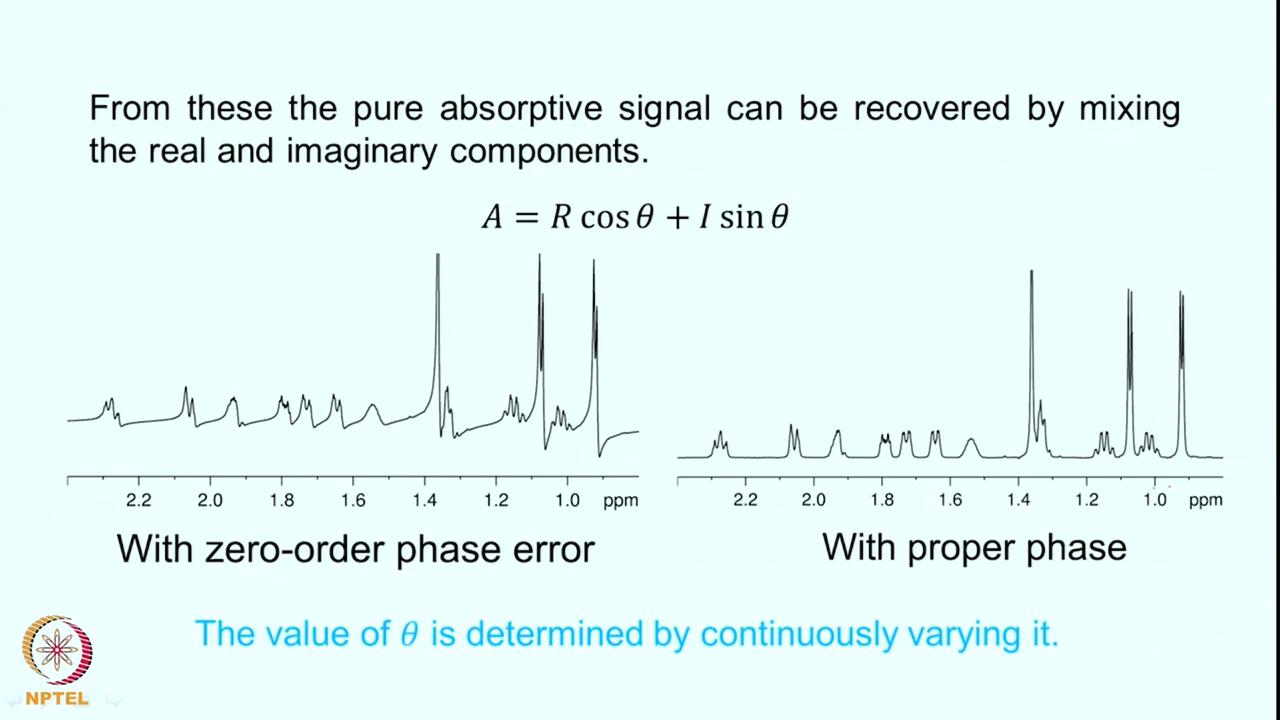 From these the pure absorptive signal can be recovered by mixing
the real and imaginary components.
A = R cos θ + I sin θ
2.2 2.0 1.8 1.6 1.4 1.2 1.0 ppm
2.2 2.0 1.8 1.6 1.4 1.2 1.0 ppm
With zero-order phase error
With proper phase
The value of θ is determined by continuously varying it.
NPTEL